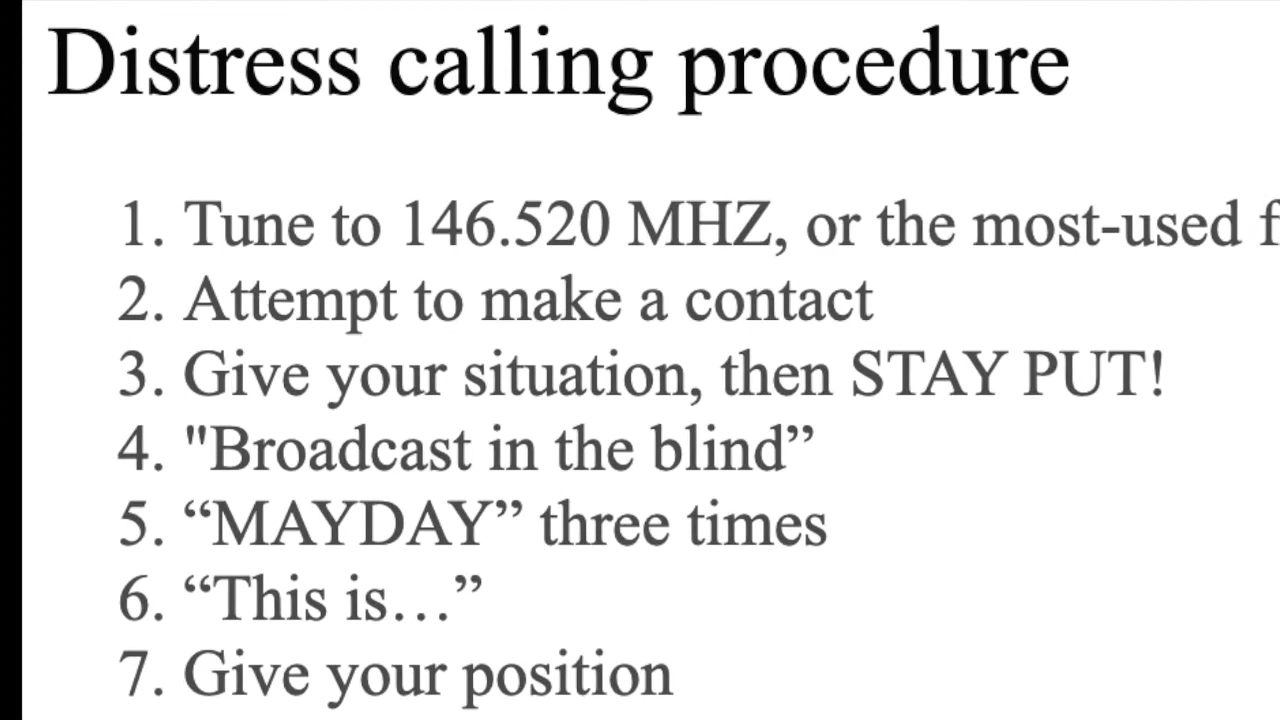 Distress calling procedure
1. Tune to 146.520 MHZ, or the most-used f
2. Attempt to make a contact
3. Give your situation, then STAY PUT!
4. "Broadcast in the blind”
5. “MAYDAY” three times
6. “This is…”
7. Give your position